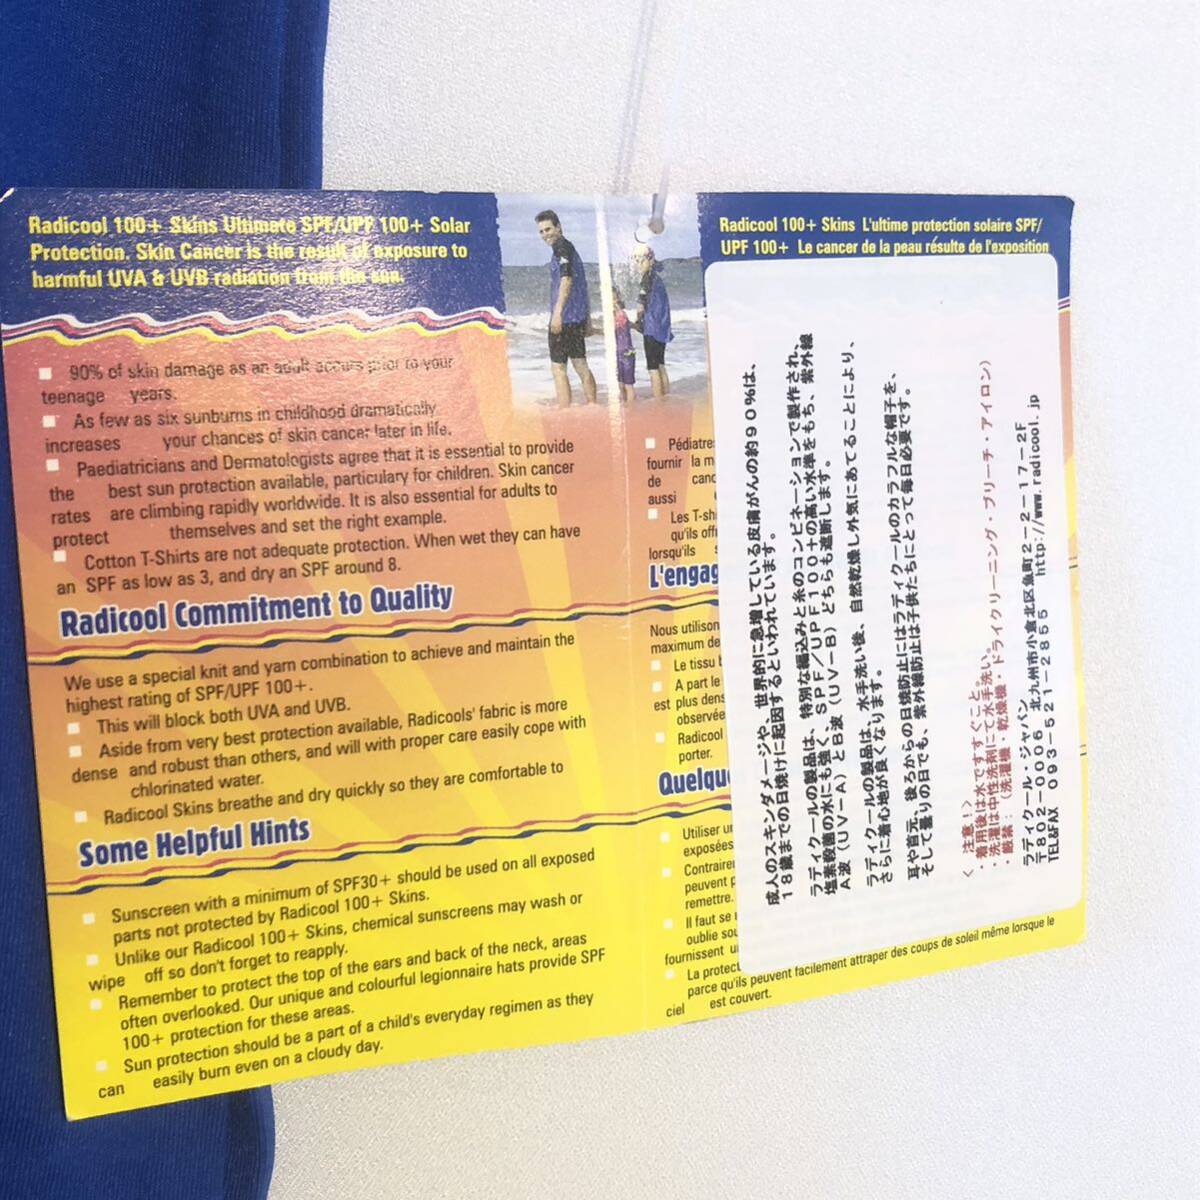 Radicool 100+ Skins Ultimate SPF/UPF 100+ Solar
Protection. Skin Cancer is the result of exposure to
harmful UVA & UVB radiation from the sun.
90% of skin damage as an adult occurs prior to your
teenage years.
As few as six sunburns in childhood dramatically
increases your chances of skin cancer later in life.
Paediatricians and Dermatologists agree that it is essential to provide
the best sun protection available, particulary for children. Skin cancer
rates are climbing rapidly worldwide. It is also essential for adults to
protect themselves and set the right example.
Cotton T-Shirts are not adequate protection. When wet they can have
an SPF as low as 3, and dry an SPF around 8.
Radicool Commitment to Quality
We use a special knit and yarn combination to achieve and maintain the
highest rating of SPF/UPF 100+.
This will block both UVA and UVB.
Aside from very best protection available, Radicools' fabric is more
dense and robust than others, and will with proper care easily cope with
chlorinated water.
Radicool Skins breathe and dry quickly so they are comfortable to
Some Helpful Hints
Sunscreen with a minimum of SPF30+ should be used on all exposed
parts not protected by Radicool 100+ Skins.
Unlike our Radicool 100+ Skins, chemical sunscreens may wash or
wipe off so don't forget to reapply.
Remember to protect the top of the ears and back of the neck, areas
often overlooked. Our unique and colourful legionnaire hats provide SPF
100+ protection for these areas.
Sun protection should be a part of a child's everyday regimen as they
can easily burn even on a cloudy day.
Radicool 100+ Skins L'ultime protection solaire SPF/
UPF 100+ Le cancer de la peau résulte de l'exposition
Pédiatre
fournir la m
de canc
aussi
Les T-sh
qu'ils off
lorsqu'ils
L'engag
Nous utilison
maximum de
Le tissu
A part le
est plus dens
observée
Radicool
porter.
Quelque
Utiliser un
exposées
Contraire
peuvent p
remettre.
Il faut se
oublie sou
fournissent u
La protect
parce qu'ils peuvent facilement attraper des coups de soleil même lorsque le
ciel est couvert.
成人のスキンダメージや、世界的に急増している皮膚がんの約90%は、
18歳までの日焼けに起因するといわれています。
ラディクールの製品は、特別な編込みと糸のコンビネーションで製作され、
塩素殺菌の水にも強く、SPF/UPF100+の高い水準をもち、紫外線
A波(UV-A)とB波(UV-B)どちらも遮断します。
ラディクールの製品は、水手洗い後、自然乾燥し外気にあてることにより、
さらに着心地が良くなります。
耳や首元、後ろからの日焼防止にはラディクールのカラフルな帽子を、
そして曇りの日でも、紫外線防止は子供たちにとって毎日必要です。
<注意!>
・着用後は水ですすぐこと。
・洗濯は中性洗剤にて水手洗い。
・厳禁:(洗濯機・乾燥機・ドライクリーニング・ブリーチ・アイロン)
ラディクール・ジャパン
〒802-0006 北九州市小倉北区魚町2-2-17-2F
TEL&FAX 093-521-2855 http://www.radicool.jp